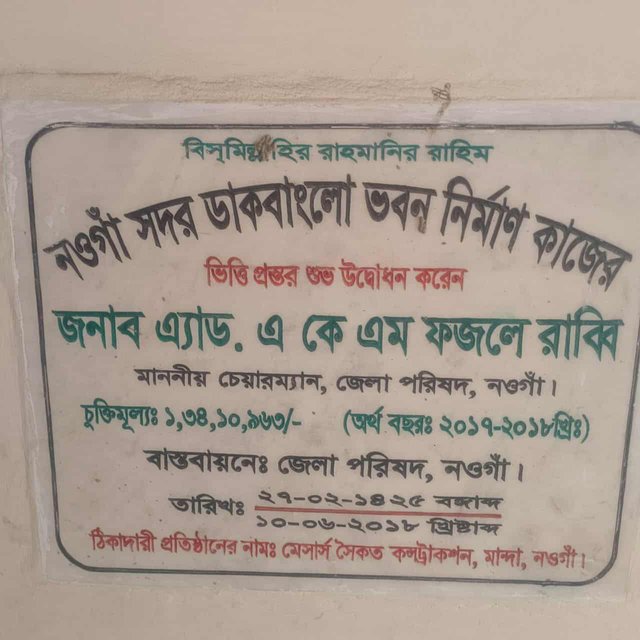 বিস্‌মিল্লাহির রাহমানির রাহিম
নওগাঁ সদর ডাকবাংলো ভবন নির্মাণ কাজের
ভিত্তি প্রস্তর শুভ উদ্বোধন করেন
জনাব এ্যাড. এ কে এম ফজলে রাব্বি
মাননীয় চেয়ারম্যান, জেলা পরিষদ, নওগাঁ।
চুক্তিমূল্যঃ ১,৩৪,১০,৯৬৩/- (অর্থ বছরঃ ২০১৭-২০১৮খ্রিঃ)
বাস্তবায়নেঃ জেলা পরিষদ, নওগাঁ।
তারিখঃ ২৭-০২-১৪২৫ বঙ্গাব্দ
১০-০৬-২০১৮ খ্রিষ্টাব্দ
ঠিকাদারী প্রতিষ্ঠানের নামঃ মেসার্স সৈকত কন্সট্রাকশন, মান্দা, নওগাঁ।